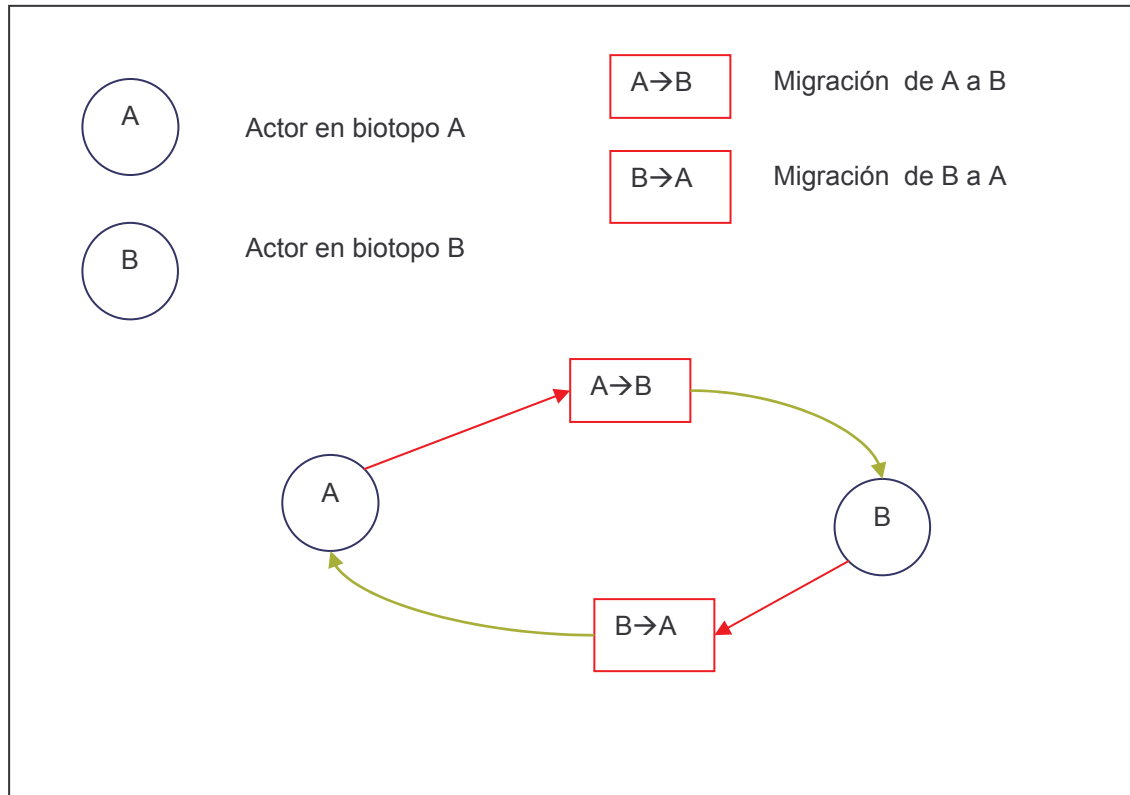 A
Actor en biotopo A
B
Actor en biotopo B
A→B
Migración de A a B
B→A
Migración de B a A
A→B
A
B
B→A